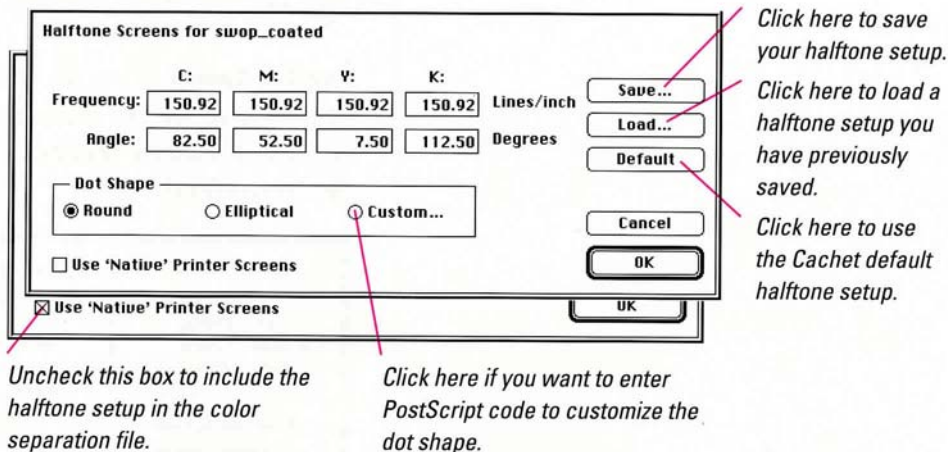 Halftone Screens for swop_coated
C: M: Y: K:
Frequency: 150.92 150.92 150.92 150.92 Lines/inch
Angle: 82.50 52.50 7.50 112.50 Degrees
Dot Shape
Round Elliptical Custom...
Use ‘Native’ Printer Screens
Save...
Load...
Default
Cancel
OK
Use ‘Native’ Printer Screens
OK
Click here to save
your halftone setup.
Click here to load a
halftone setup you
have previously
saved.
Click here to use
the Cachet default
halftone setup.
Uncheck this box to include the
halftone setup in the color
separation file.
Click here if you want to enter
PostScript code to customize the
dot shape.